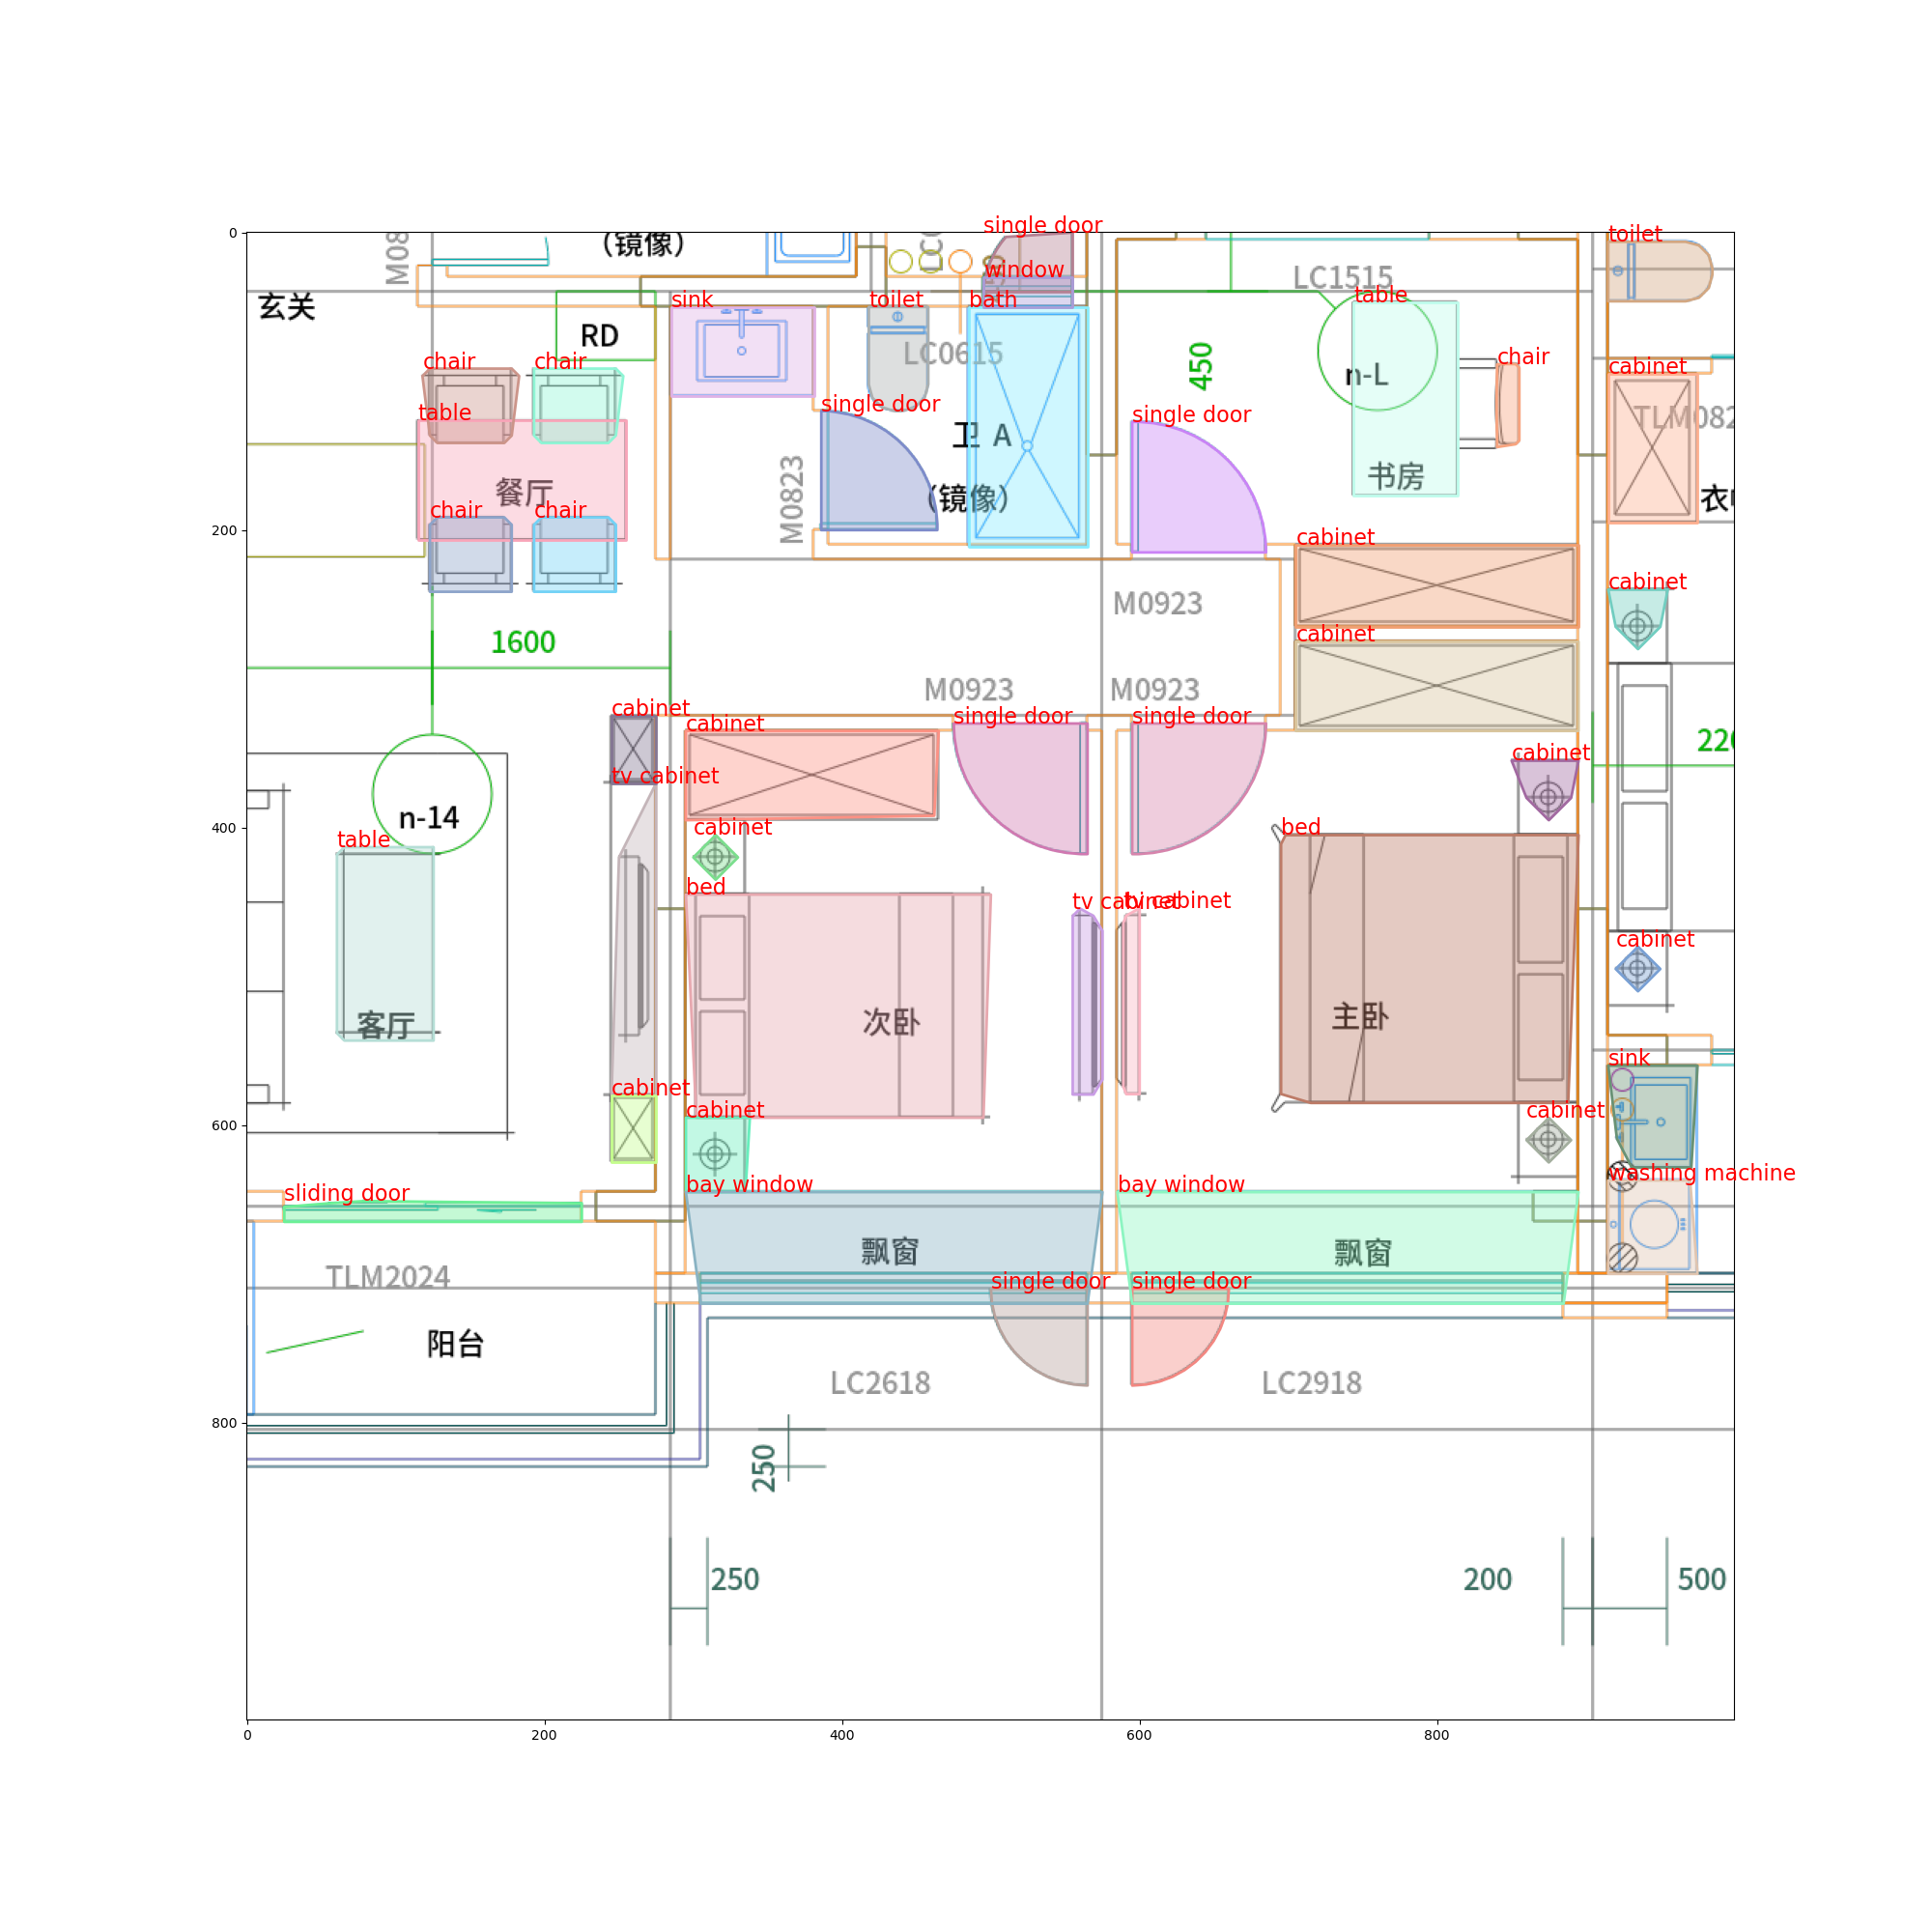 single door
0
toilet
(镜像)
M08
window
LC1515
玄关
sink
toilet
bath
table
RD
LC0615
450
chair
chair
chair
cabinet
n-L
table
single door
single door
TLM082
卫 A
书房
餐厅
M0823
(镜像)
chair
chair
200
cabinet
cabinet
M0923
1600
cabinet
M0923
M0923
cabinet
cabinet
single door
single door
220
cabinet
tv cabinet
n-14
400
cabinet
bed
table
bed
tv cabinet
tv cabinet
cabinet
客厅
次卧
主卧
sink
cabinet
600
cabinet
cabinet
washing machine
sliding door
bay window
bay window
飘窗
飘窗
TLM2024
single door
single door
阳台
LC2618
LC2918
800
250
250
200
500
0
200
400
600
800